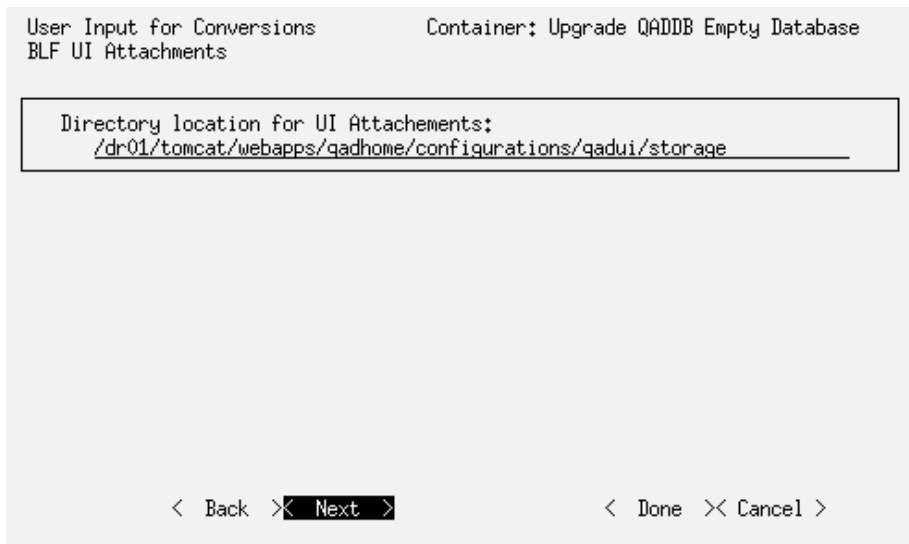 User Input for Conversions Container: Upgrade QADDB Empty Database
BLF UI Attachments
Directory location for UI Attachements:
/dr01/tomcat/webapps/qadhome/configurations/qadui/storage
< Back >< Next > < Done >< Cancel >